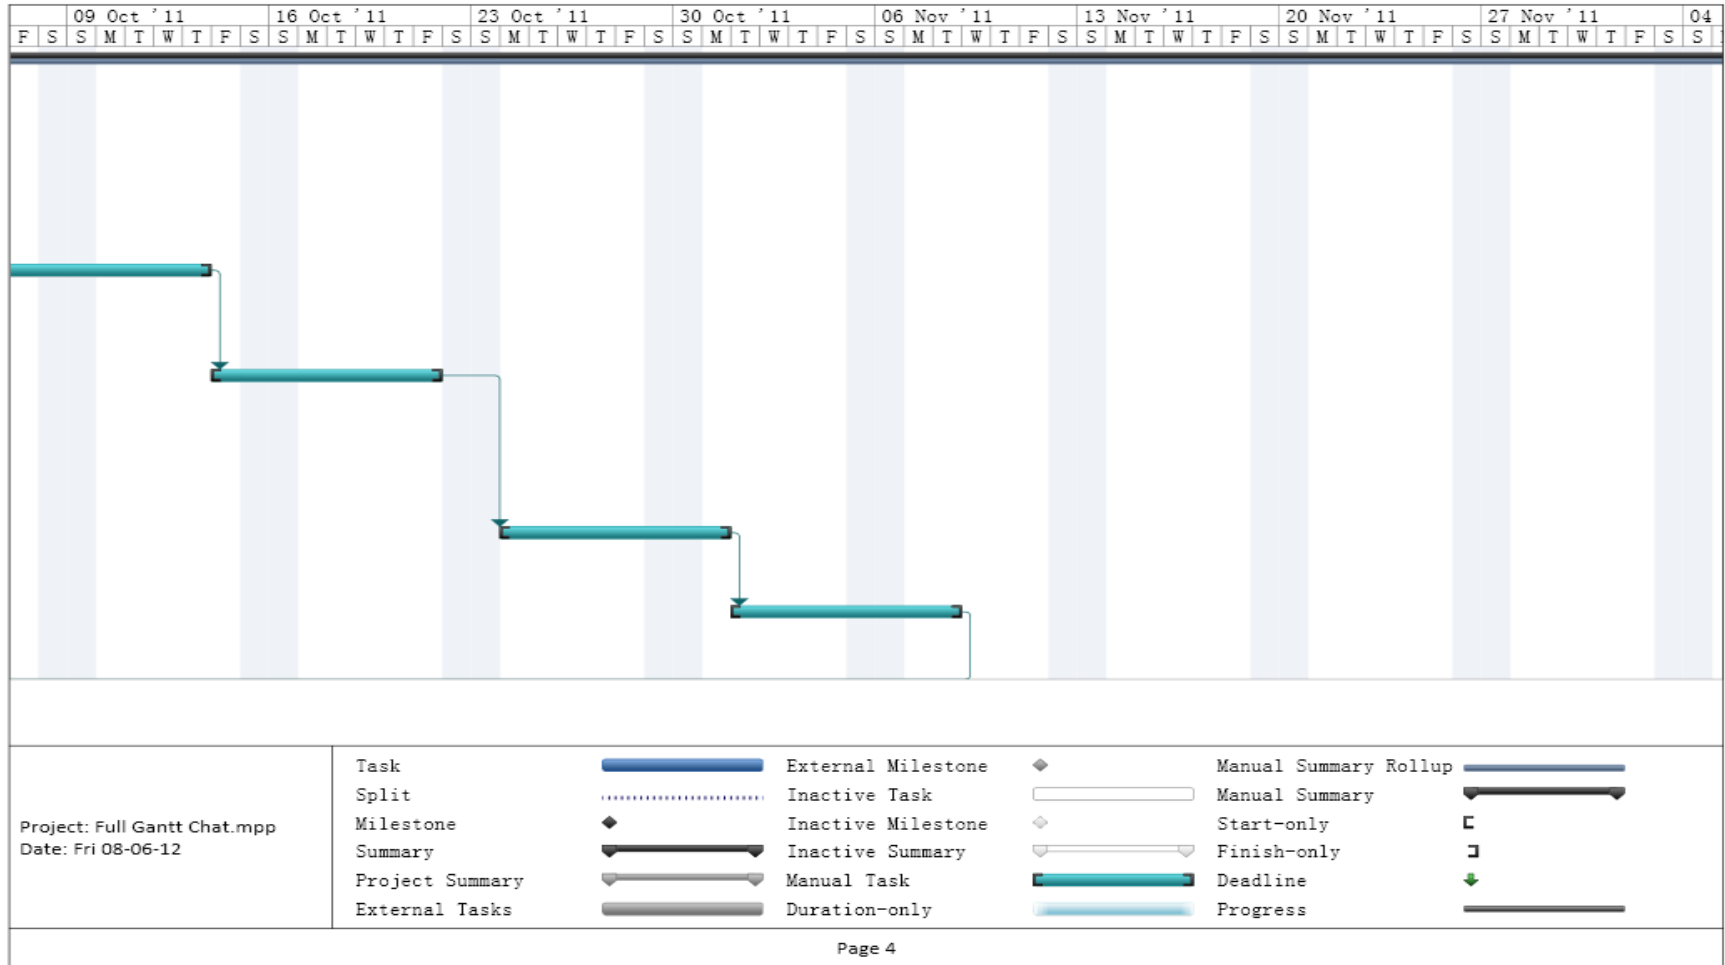 09 Oct '11 16 Oct '11 23 Oct '11 30 Oct '11 06 Nov '11 13 Nov '11 20 Nov '11 27 Nov '11 04
F S S M T W T F S S M T W T F S S M T W T F S S M T W T F S S M T W T F S S M T W T F S S M T W T F S S M T W T F S S
Task External Milestone Manual Summary Rollup
Split Inactive Task Manual Summary
Milestone Inactive Milestone Start-only
Summary Inactive Summary Finish-only
Project Summary Manual Task Deadline
External Tasks Duration-only Progress
Project: Full Gantt Chat.mpp
Date: Fri 08-06-12
Page 4